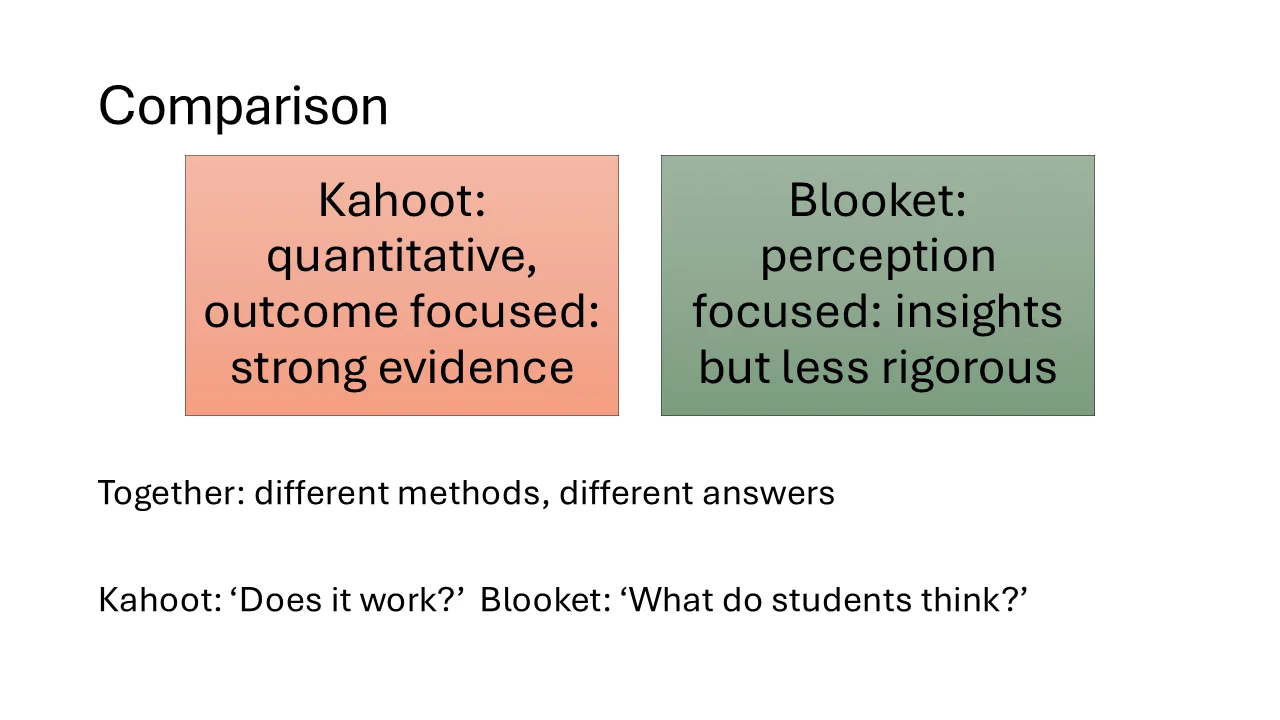 Comparison
Kahoot:
quantitative,
outcome focused:
strong evidence
Blooket:
perception
focused: insights
but less rigorous
Together: different methods, different answers
Kahoot: ‘Does it work?’  Blooket: ‘What do students think?’